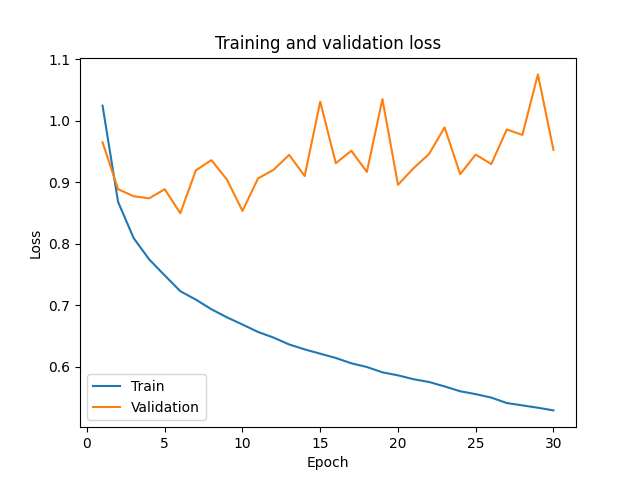 Training and validation loss
1.1
1.0
0.9
0.8
0.7
0.6
Loss
Train
Validation
0 5 10 15 20 25 30
Epoch